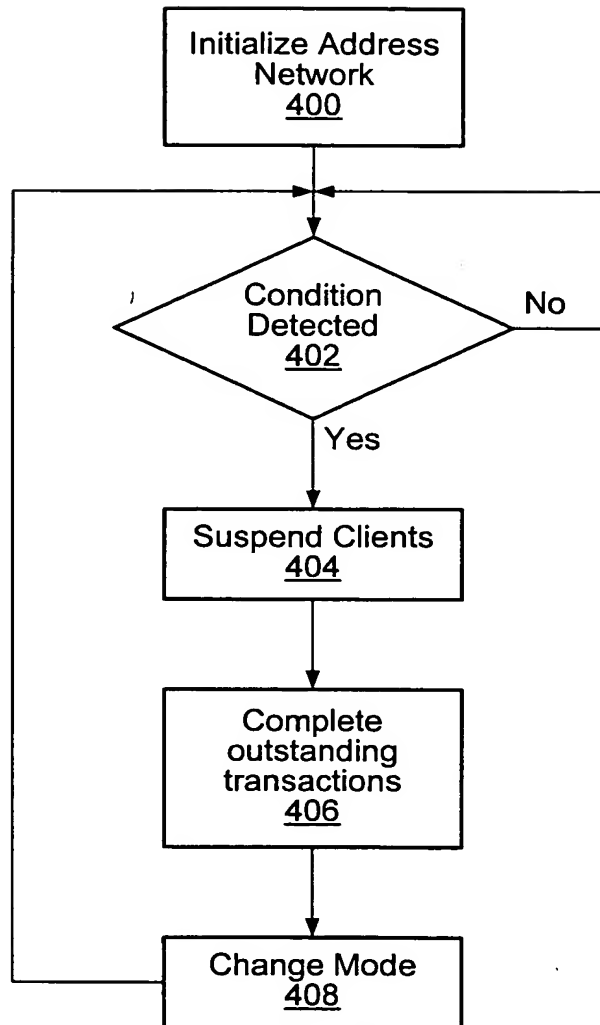 Initialize Address
Network
400
Condition
Detected
402
No
Yes
Suspend Clients
404
Complete
outstanding
transactions
406
Change Mode
408